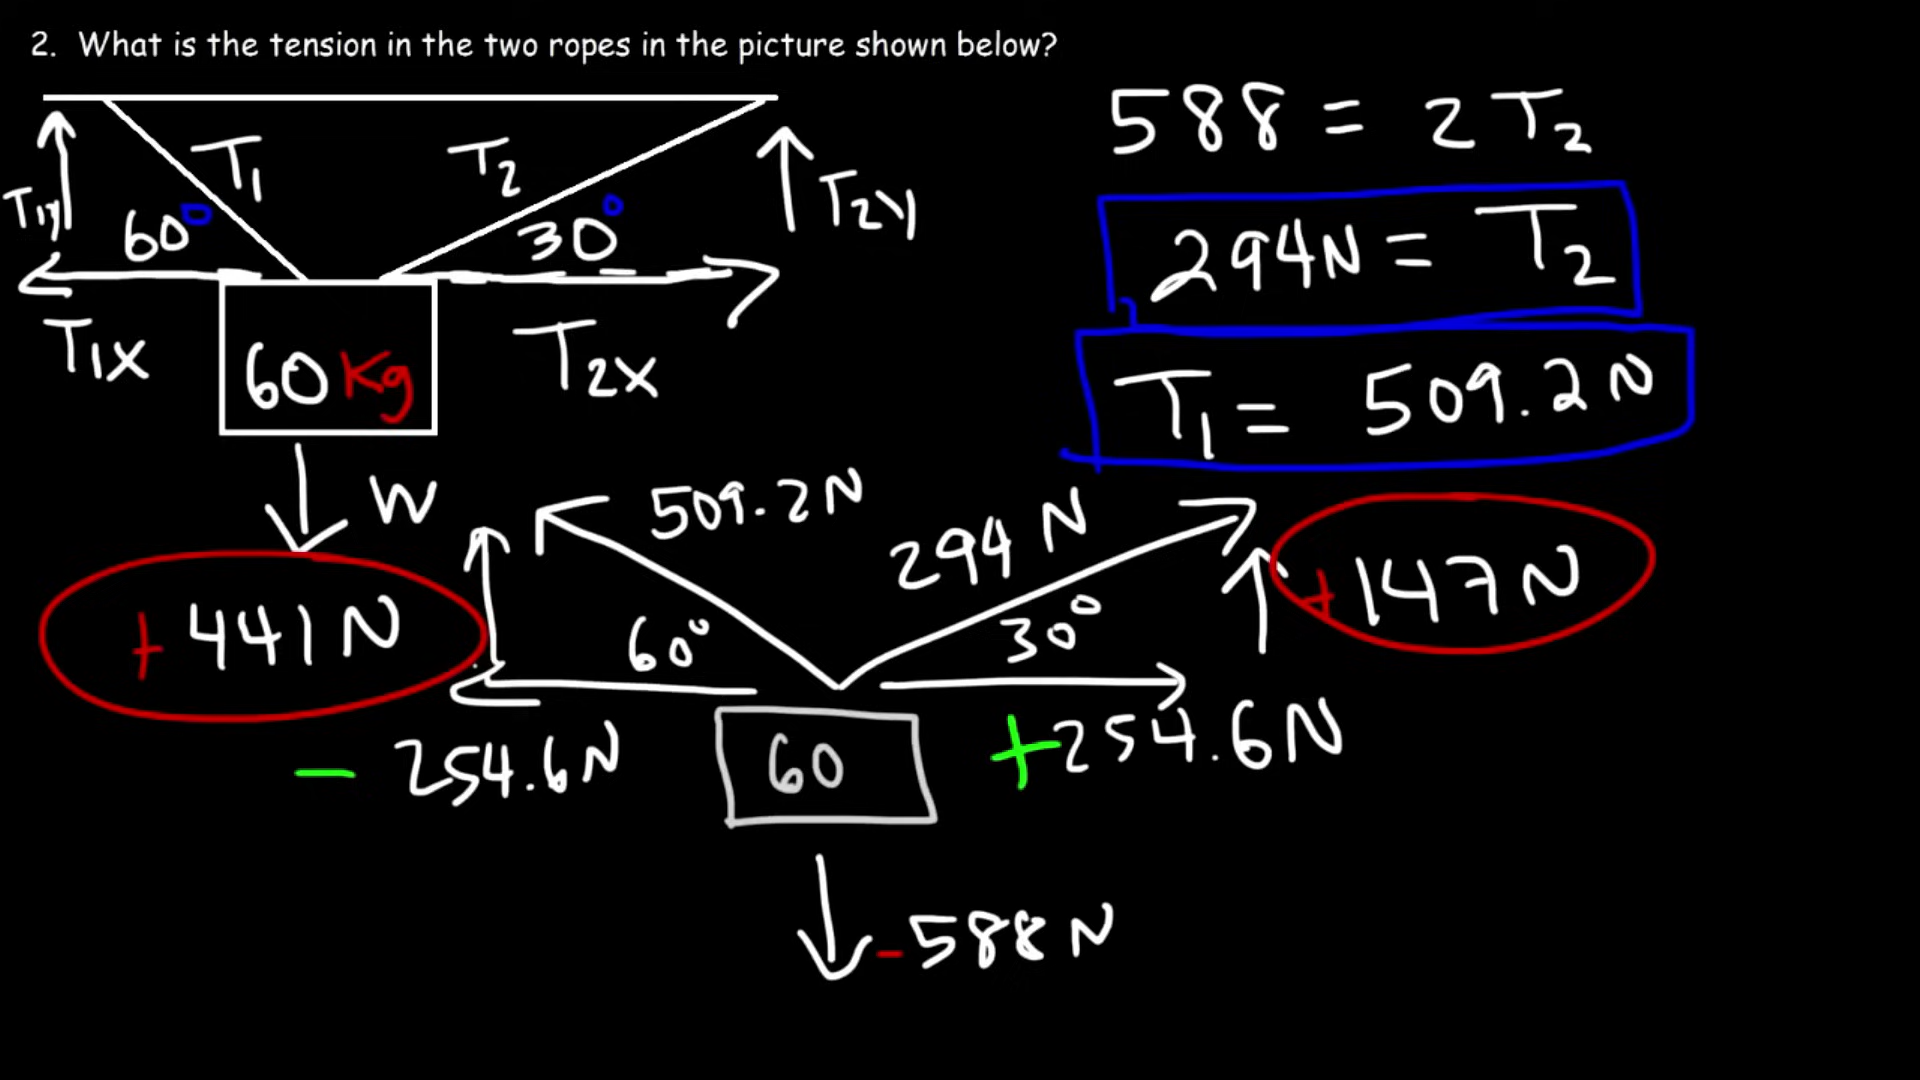 2. What is the tension in the two ropes in the picture shown below?
T1y
60°
T1
T2
30°
T2y
T1x
60 Kg
T2x
W
588 = 2T2
294N = T2
T1 = 509.2N
+441N
509.2N
60°
294N
30°
+147N
- 254.6N
60
+254.6N
-588N